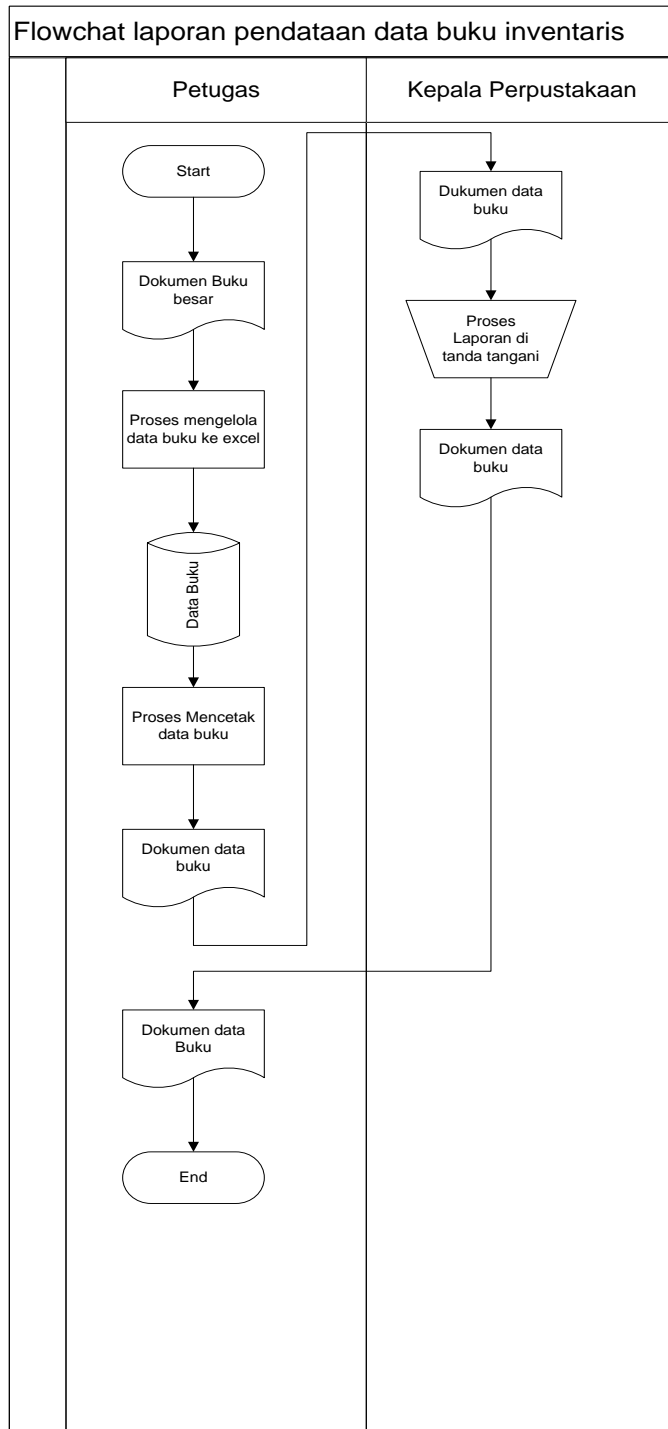 Flowchat laporan pendataan data buku inventaris
Petugas
Kepala Perpustakaan
Start
Dokumen Buku
besar
Proses mengelola
data buku ke excel
Data Buku
Proses Mencetak
data buku
Dokumen data
buku
Dukumen data
buku
Proses
Laporan di
tanda tangani
Dokumen data
buku
Dokumen data
Buku
End